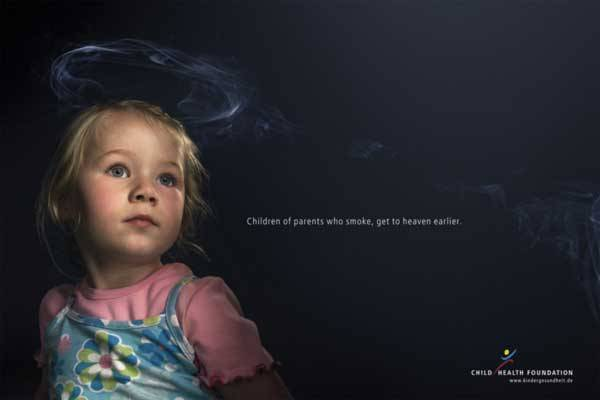 Children of parents who smoke, get to heaven earlier.
CHILD HEALTH FOUNDATION
www.kindergesundheit.de